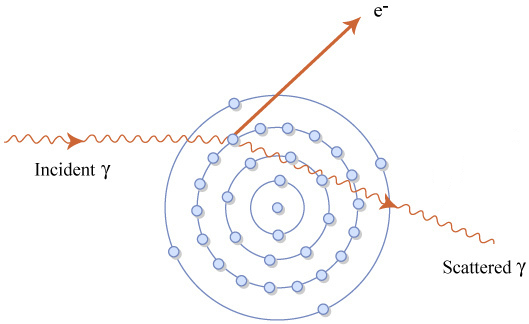 e-
Incident γ
Scattered γ